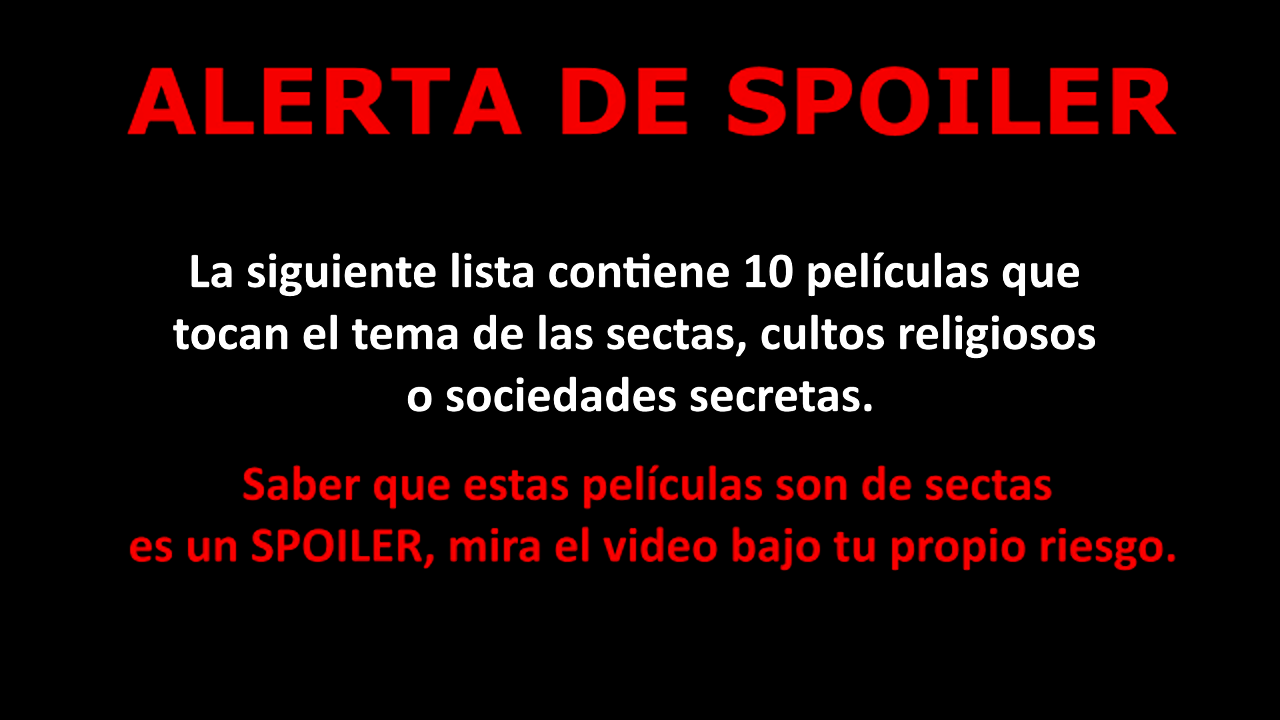 ALERTA DE SPOILER
La siguiente lista contiene 10 películas que
tocan el tema de las sectas, cultos religiosos
o sociedades secretas.
Saber que estas películas son de sectas
es un SPOILER, mira el video bajo tu propio riesgo.